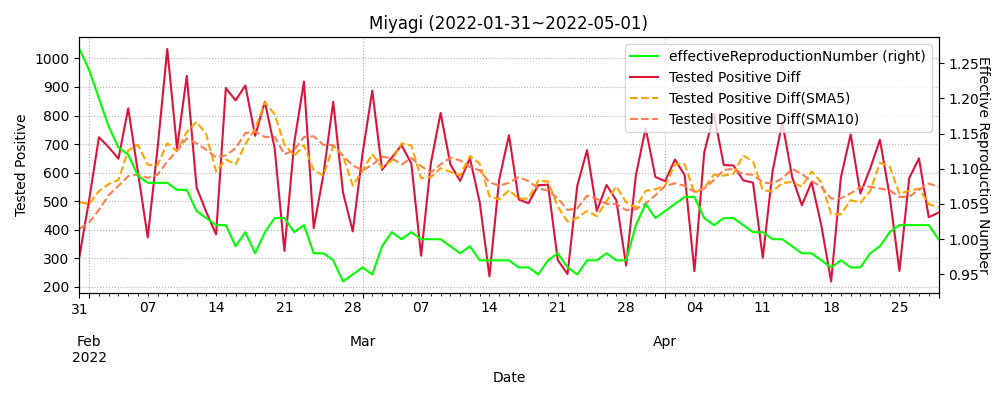 Miyagi (2022-01-31~2022-05-01)
effectiveReproductionNumber (right)
Tested Positive Diff
Tested Positive Diff(SMA5)
Tested Positive Diff(SMA10)
Tested Positive
1000
900
800
700
600
500
400
300
200
1.25
1.20
1.15
1.10
1.05
1.00
0.95
Effective Reproduction Number
31 07 14 21 28 07 14 21 28 04 11 18 25
Feb Mar Apr
2022
Date